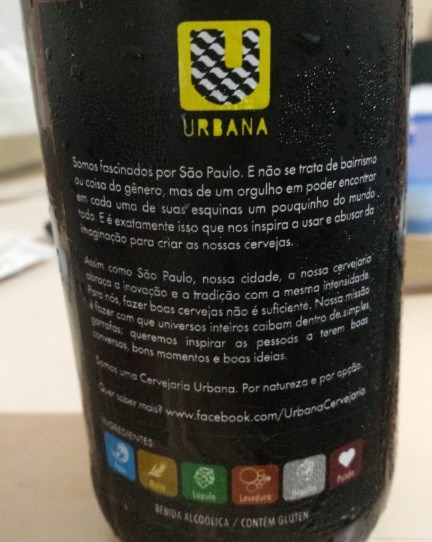 URBANA
Somos fascinados por São Paulo. E não se trata de bairrismo
ou coisa do gênero, mas de um orgulho em poder encontrar
em cada uma de suas esquinas um pouquinho do mundo
todo. E é exatamente isso que nos inspira a usar e abusar da
imaginação para criar as nossas cervejas.
Assim como São Paulo, nossa cidade, a nossa cervejaria
abraça a inovação e a tradição com a mesma intensidade.
Para nós, fazer boas cervejas não é suficiente. Nossa missão
é fazer com que universos inteiros caibam dentro de simples
garrafas: queremos inspirar as pessoas a terem boas
conversas, bons momentos e boas ideias.
Somos uma Cervejaria Urbana. Por natureza e por opção.
Quer saber mais? www.facebook.com/UrbanaCervejaria
INGREDIENTES:
Água Malte Lúpulo Levedura Paixão
BEBIDA ALCOÓLICA / CONTÉM GLÚTEN